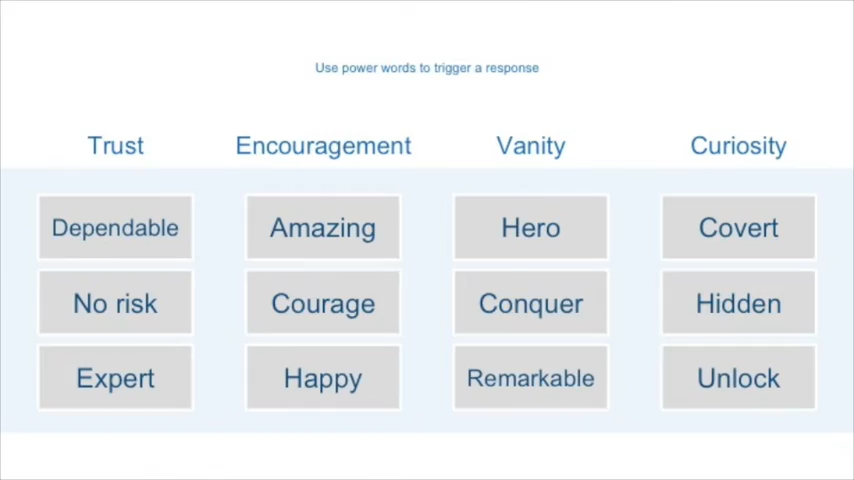 Use power words to trigger a response
Trust Encouragement Vanity Curiosity
Dependable Amazing Hero Covert
No risk Courage Conquer Hidden
Expert Happy Remarkable Unlock